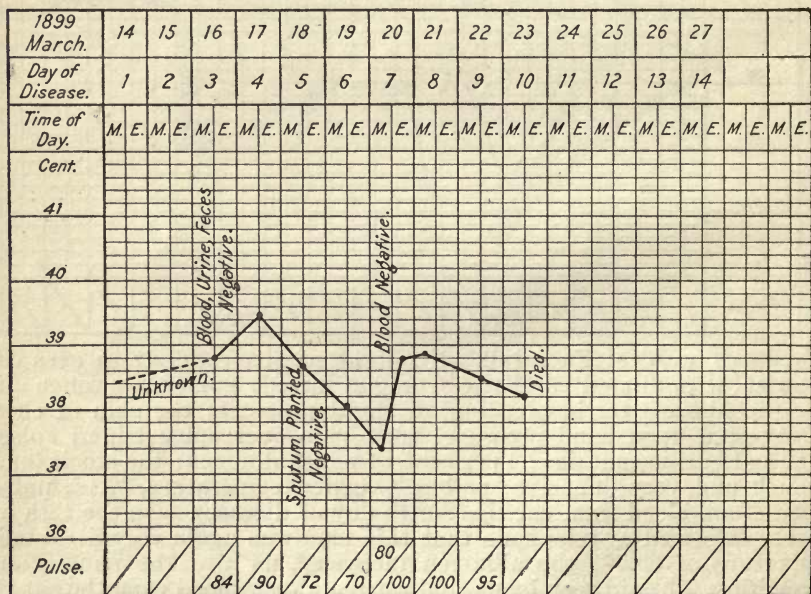 1899 March. 14 15 16 17 18 19 20 21 22 23 24 25 26 27
Day of Disease. 1 2 3 4 5 6 7 8 9 10 11 12 13 14
Time of Day. M. E. M. E. M. E. M. E. M. E. M. E. M. E. M. E. M. E. M. E. M. E. M. E. M. E. M. E. M. E. M. E.
Cent.
41
40
39
38
37
36
Unknown.
Blood, Urine, Feces
Negative.
Sputum Planted
Negative.
Blood Negative.
Died.
Pulse. 84 90 72 70 80 100 100 95